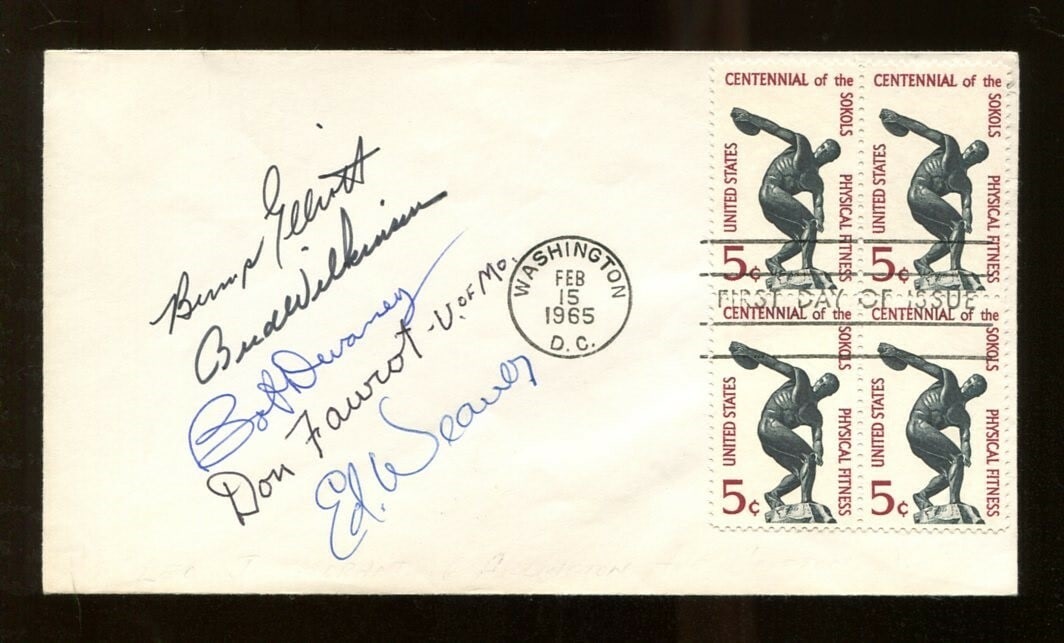 Bump Elliott
Bud Wilkinson
Bob Devaney
Don Faurot - U. of Mo.
Ed. Weaver
WASHINGTON
FEB
15
1965
D. C.
FIRST DAY OF ISSUE
CENTENNIAL of the
SOKOLS
PHYSICAL FITNESS
UNITED STATES
5¢
CENTENNIAL of the
SOKOLS
PHYSICAL FITNESS
UNITED STATES
5¢
CENTENNIAL of the
SOKOLS
PHYSICAL FITNESS
UNITED STATES
5¢
CENTENNIAL of the
SOKOLS
PHYSICAL FITNESS
UNITED STATES
5¢